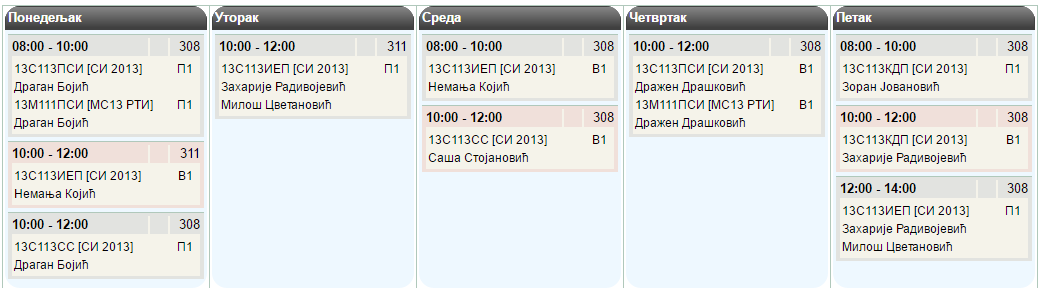 Понедељак
08:00 - 10:00 308
13С113ПСИ [СИ 2013] П1
Драган Бојић
13М111ПСИ [МС13 РТИ] П1
Драган Бојић
10:00 - 12:00 311
13С113ИЕП [СИ 2013] В1
Немања Којић
10:00 - 12:00 308
13С113СС [СИ 2013] П1
Драган Бојић
Уторак
10:00 - 12:00 311
13С113ИЕП [СИ 2013] П1
Захарије Радивојевић
Милош Цветановић
Среда
08:00 - 10:00 308
13С113ИЕП [СИ 2013] В1
Немања Којић
10:00 - 12:00 308
13С113СС [СИ 2013] В1
Саша Стојановић
Четвртак
10:00 - 12:00 308
13С113ПСИ [СИ 2013] В1
Дражен Драшковић
13М111ПСИ [МС13 РТИ] В1
Дражен Драшковић
Петак
08:00 - 10:00 308
13С113КДП [СИ 2013] П1
Зоран Јовановић
10:00 - 12:00 308
13С113КДП [СИ 2013] В1
Захарије Радивојевић
12:00 - 14:00 308
13С113ИЕП [СИ 2013] П1
Захарије Радивојевић
Милош Цветановић